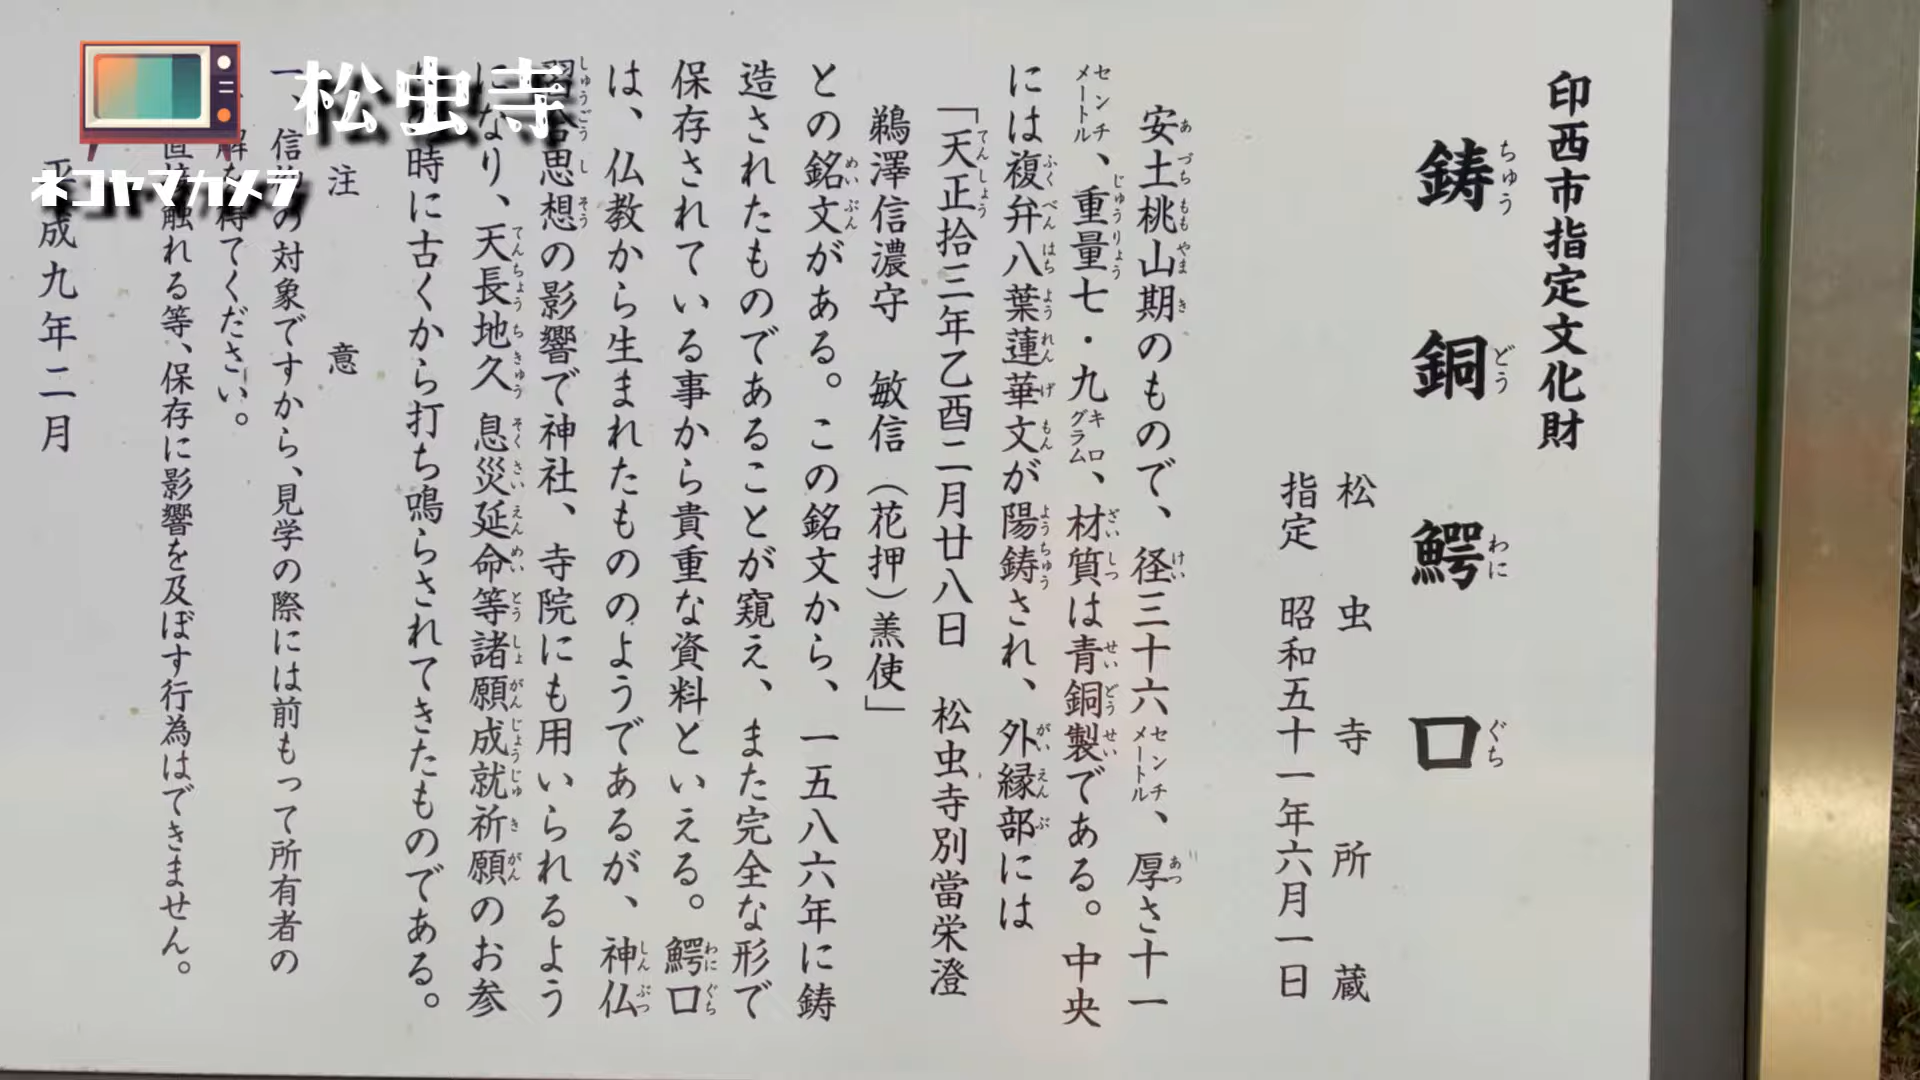 松虫寺
ネコヤマカメラ
印西市指定文化財
鋳銅鰐口
ちゅうどうわにぐち
松虫寺所蔵
指定 昭和五十一年六月一日
安土桃山期のもので、径三十六センチメートル、厚さ十一
センチメートル、重量七・九キログラム、材質は青銅製である。中央
には複弁八葉蓮華文が陽鋳され、外縁部には
「天正拾三年乙酉二月廿八日 松虫寺別當栄澄
鵜澤信濃守 敏信(花押)羕使」
との銘文がある。この銘文から、一五八六年に鋳
造されたものであることが窺え、また完全な形で
保存されている事から貴重な資料といえる。鰐口
は、仏教から生まれたもののようであるが、神仏
習合思想の影響で神社、寺院にも用いられるよう
になり、天長地久 息災延命等諸願成就祈願のお参
時に古くから打ち鳴らされてきたものである。
注意
一、信仰の対象ですから、見学の際には前もって所有者の
解を得てください。
直接触れる等、保存に影響を及ぼす行為はできません。
平成九年二月